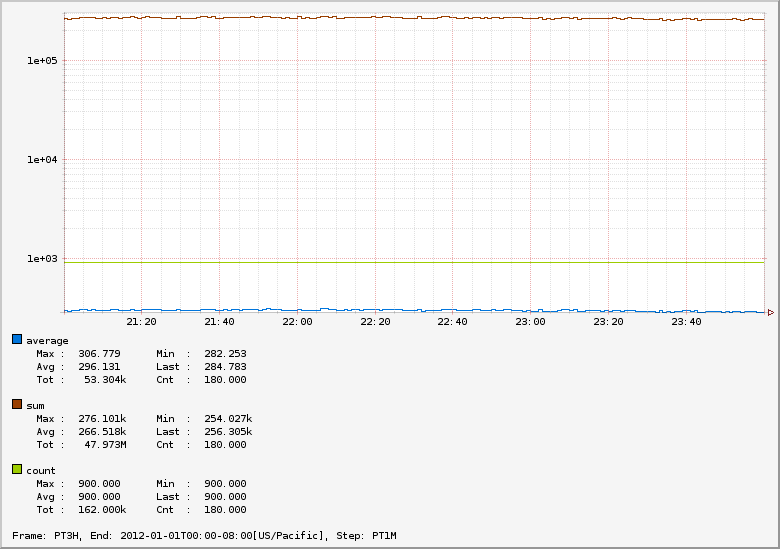 1e+05
1e+04
1e+03
21:20 21:40 22:00 22:20 22:40 23:00 23:20 23:40
average
Max : 306.779 Min : 282.253
Avg : 296.131 Last : 284.783
Tot : 53.304k Cnt : 180.000
sum
Max : 276.101k Min : 254.027k
Avg : 266.518k Last : 256.305k
Tot : 47.973M Cnt : 180.000
count
Max : 900.000 Min : 900.000
Avg : 900.000 Last : 900.000
Tot : 162.000k Cnt : 180.000
Frame: PT3H, End: 2012-01-01T00:00-08:00[US/Pacific], Step: PT1M